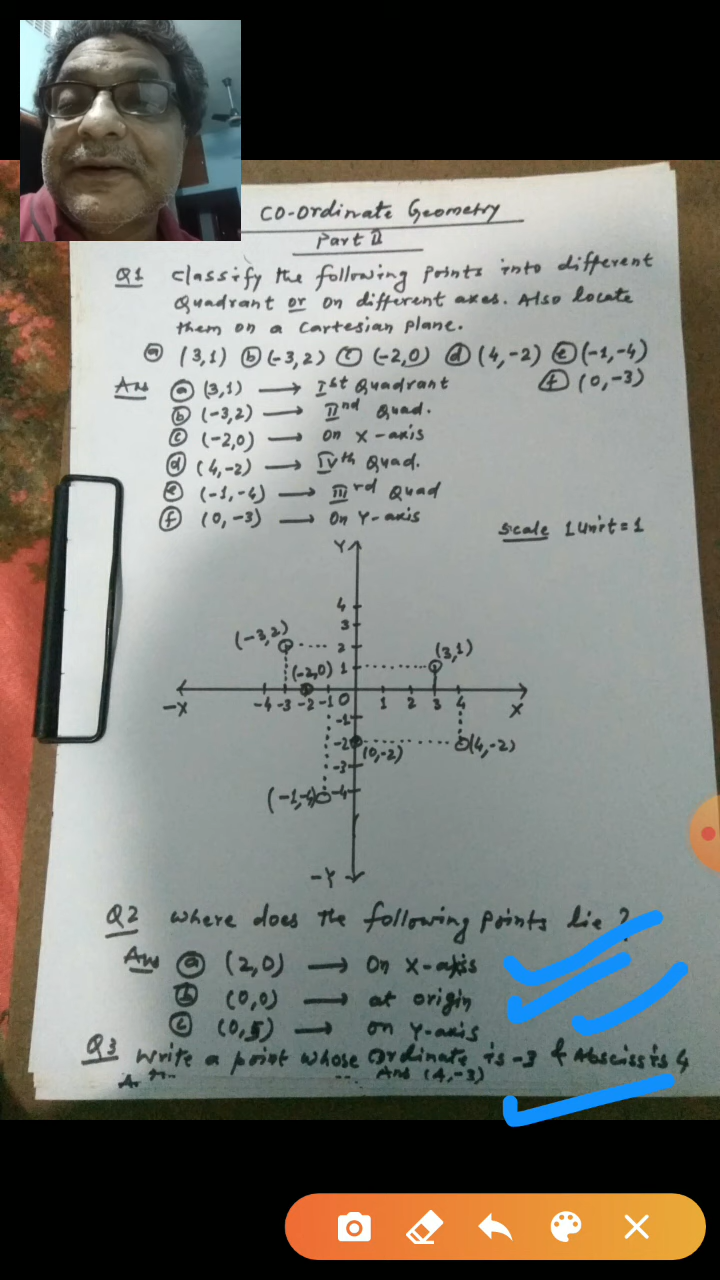 CO-Ordinate Geometry
Part II
Q1 Classify the following points into different
Quadrant or on different axes. Also locate
them on a Cartesian plane.
ⓐ (3,1) ⓑ (-3,2) ⓒ (-2,0) ⓓ (4,-2) ⓔ (-1,-4)
ⓕ (0,-3)
Ans ⓐ (3,1) → Ist Quadrant
ⓑ (-3,2) → IInd Quad.
ⓒ (-2,0) → On X-axis
ⓓ (4,-2) → IVth Quad.
ⓔ (-1,-4) → IIIrd Quad
ⓕ (0,-3) → On Y-axis
Scale 1 Unit = 1
Y
4
3
(-3,2) 2
(-2,0) 1 (3,1)
-X -4 -3 -2 -1 0 1 2 3 4 X
-1
-2 (0,-2) (4,-2)
-3
(-1,-4) -4
-Y
Q2 Where does the following points lie?
Ans ⓐ (2,0) → On X-axis
ⓑ (0,0) → at origin
ⓒ (0,5) → on Y-axis
Q3 Write a point whose Ordinate is -3 & Absciss is 4
Ans (4,-3)